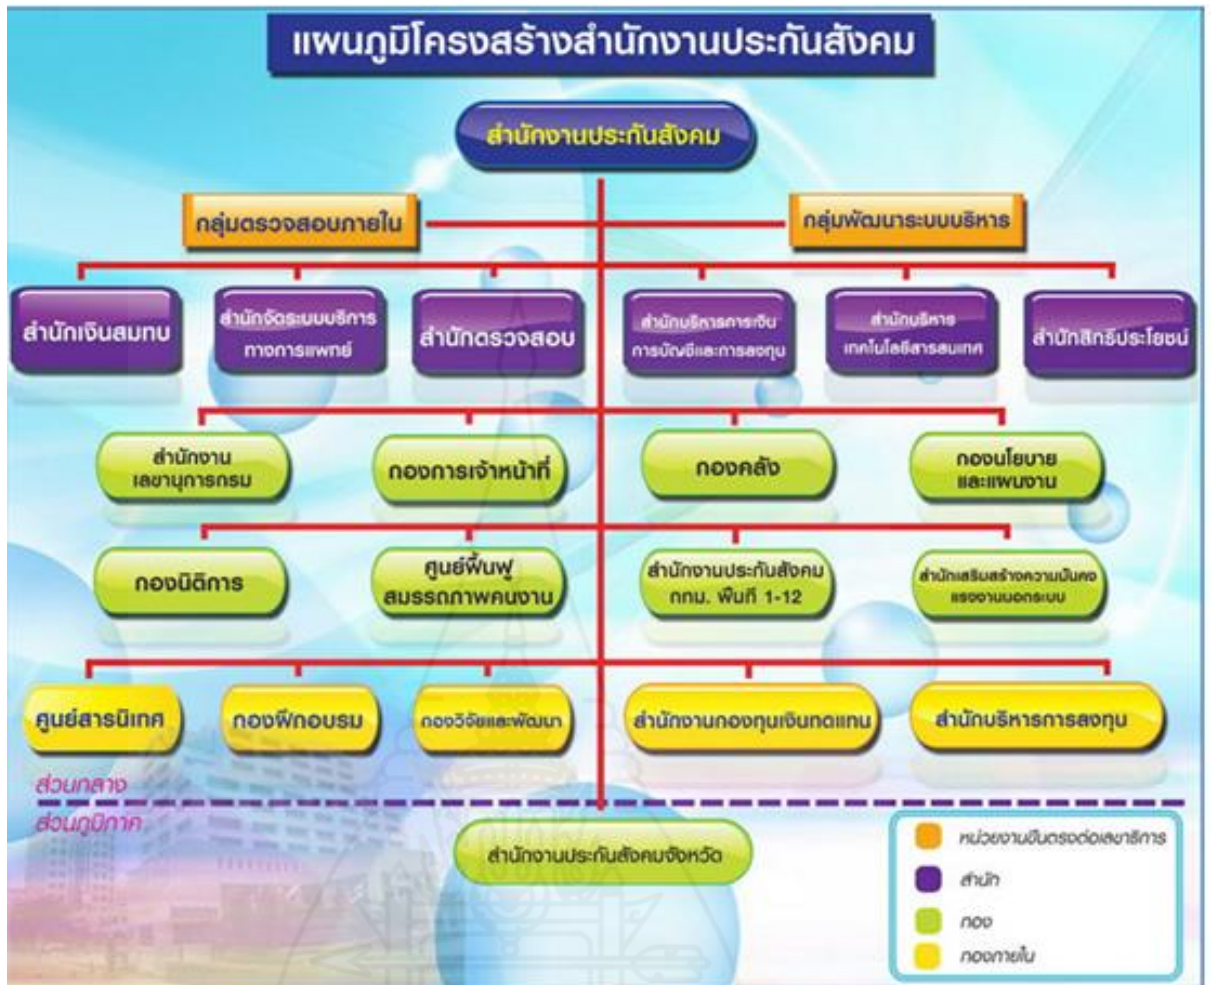 แผนภูมิโครงสร้างสำนักงานประกันสังคม
สำนักงานประกันสังคม
กลุ่มตรวจสอบภายใน
กลุ่มพัฒนาระบบบริหาร
สำนักเงินสมทบ
สำนักจัดระบบบริการ
ทางการแพทย์
สำนักตรวจสอบ
สำนักบริหารการเงิน
การบัญชีและการลงทุน
สำนักบริหาร
เทคโนโลยีสารสนเทศ
สำนักสิทธิประโยชน์
สำนักงาน
เลขานุการกรม
กองการเจ้าหน้าที่
กองคลัง
กองนโยบาย
และแผนงาน
กองนิติการ
ศูนย์ฟื้นฟู
สมรรถภาพคนงาน
สำนักงานประกันสังคม
กทม. พื้นที่ 1-12
สำนักเสริมสร้างความมั่นคง
แรงงานนอกระบบ
ศูนย์สารนิเทศ
กองฝึกอบรม
กองวิจัยและพัฒนา
สำนักงานกองทุนเงินทดแทน
สำนักบริหารการลงทุน
ส่วนกลาง
ส่วนภูมิภาค
สำนักงานประกันสังคมจังหวัด
หน่วยงานขึ้นตรงต่อเลขาธิการ
สำนัก
กอง
กองภายใน